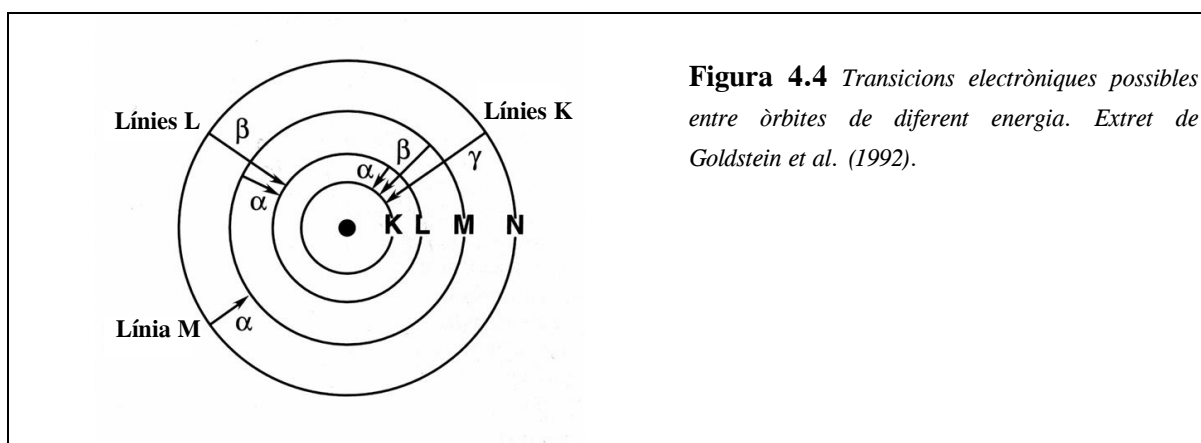 Figura 4.4 Transicions electròniques possibles
entre òrbites de diferent energia. Extret de
Goldstein et al. (1992).
Línies L
Línies K
β
β
γ
α
α
K L M N
Línia M
α